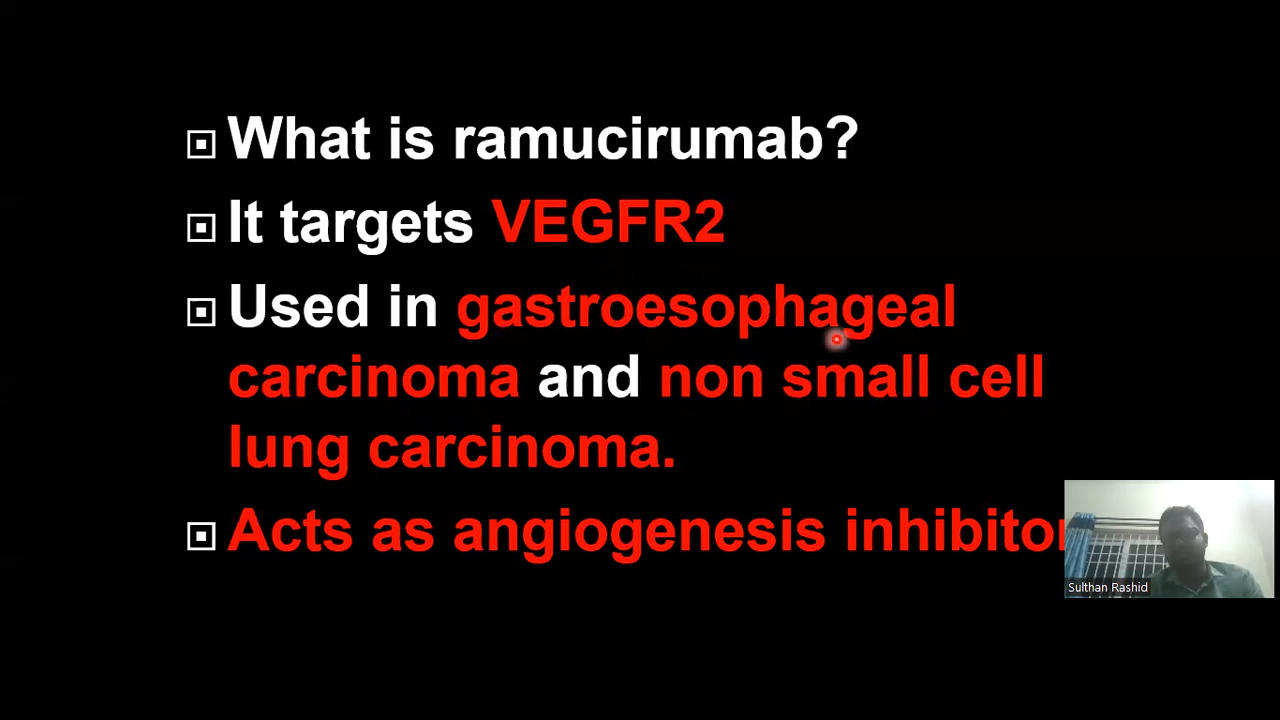 What is ramucirumab?
It targets VEGFR2
Used in gastroesophageal
carcinoma and non small cell
lung carcinoma.
Acts as angiogenesis inhibitor
Sulthan Rashid